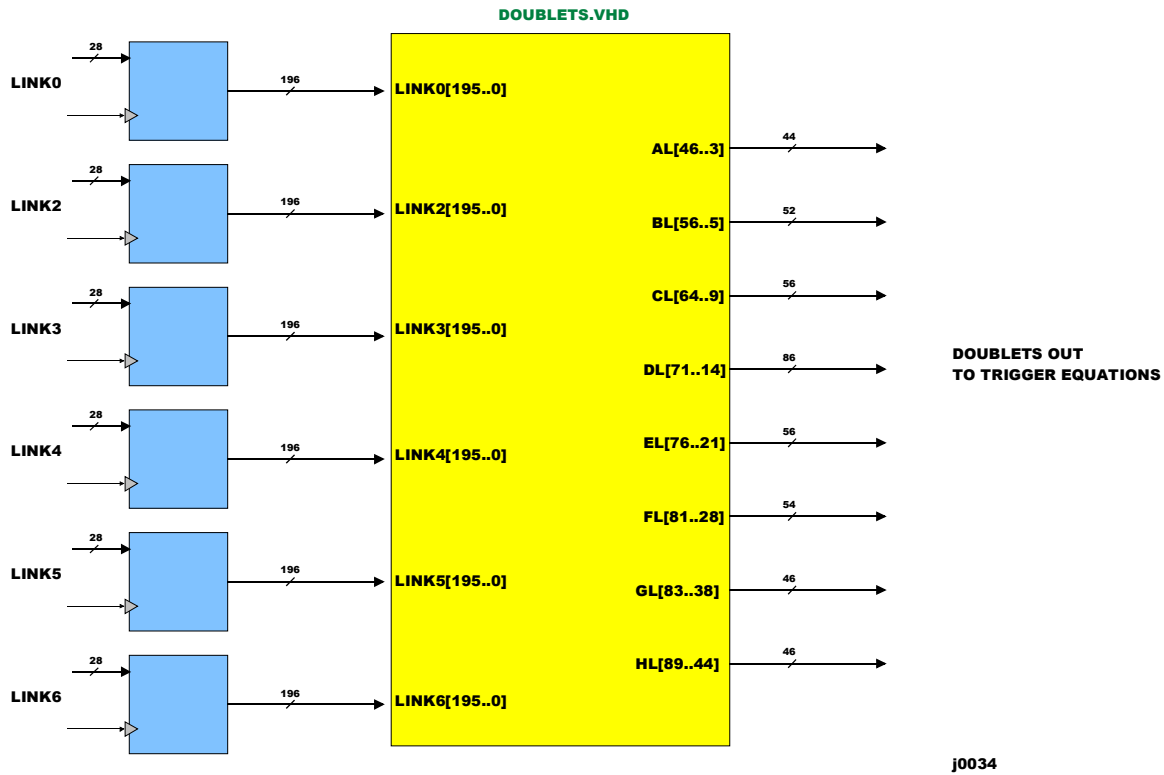 DOUBLETS.VHD
28
LINK0
196
LINK0[195..0]
AL[46..3]
44
28
LINK2
196
LINK2[195..0]
BL[56..5]
52
28
LINK3
196
LINK3[195..0]
CL[64..9]
56
DL[71..14]
86
DOUBLETS OUT
TO TRIGGER EQUATIONS
28
LINK4
196
LINK4[195..0]
EL[76..21]
56
FL[81..28]
54
28
LINK5
196
LINK5[195..0]
GL[83..38]
46
28
LINK6
196
LINK6[195..0]
HL[89..44]
46
j0034